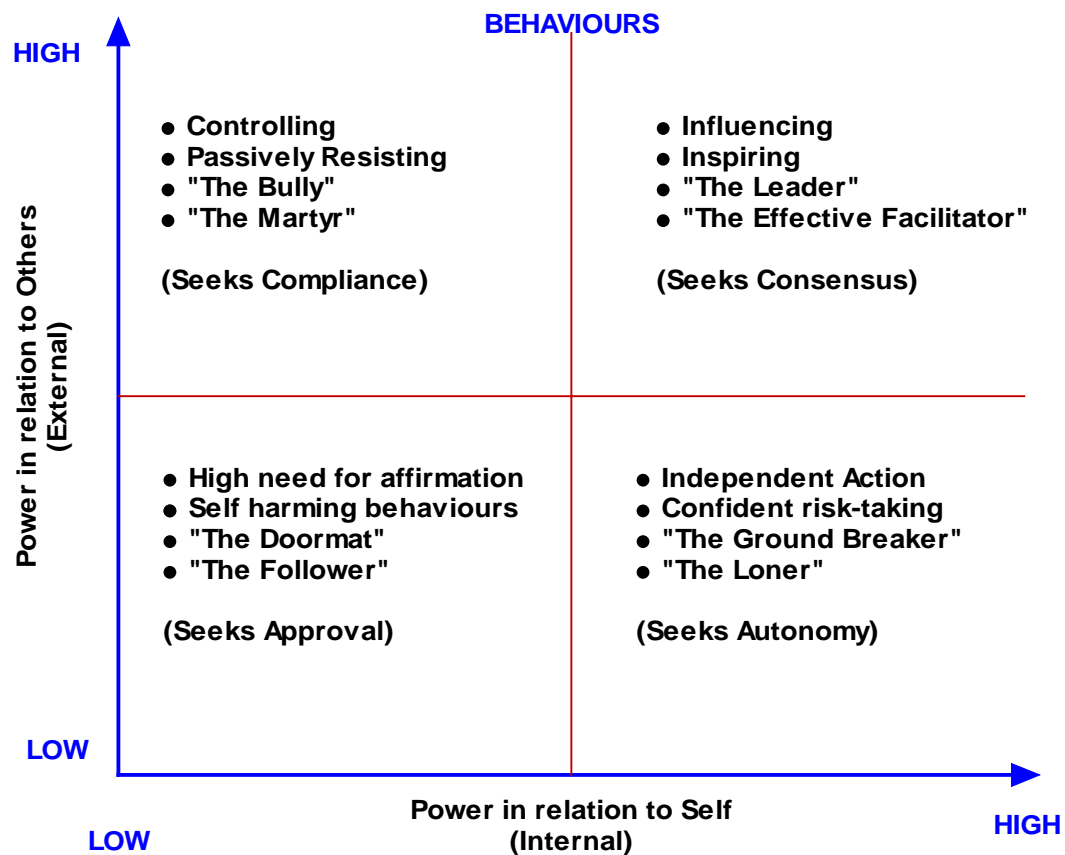 BEHAVIOURS
HIGH
● Controlling
● Passively Resisting
● "The Bully"
● "The Martyr"
(Seeks Compliance)
● Influencing
● Inspiring
● "The Leader"
● "The Effective Facilitator"
(Seeks Consensus)
Power in relation to Others
(External)
● High need for affirmation
● Self harming behaviours
● "The Doormat"
● "The Follower"
(Seeks Approval)
● Independent Action
● Confident risk-taking
● "The Ground Breaker"
● "The Loner"
(Seeks Autonomy)
LOW
LOW
Power in relation to Self
(Internal)
HIGH